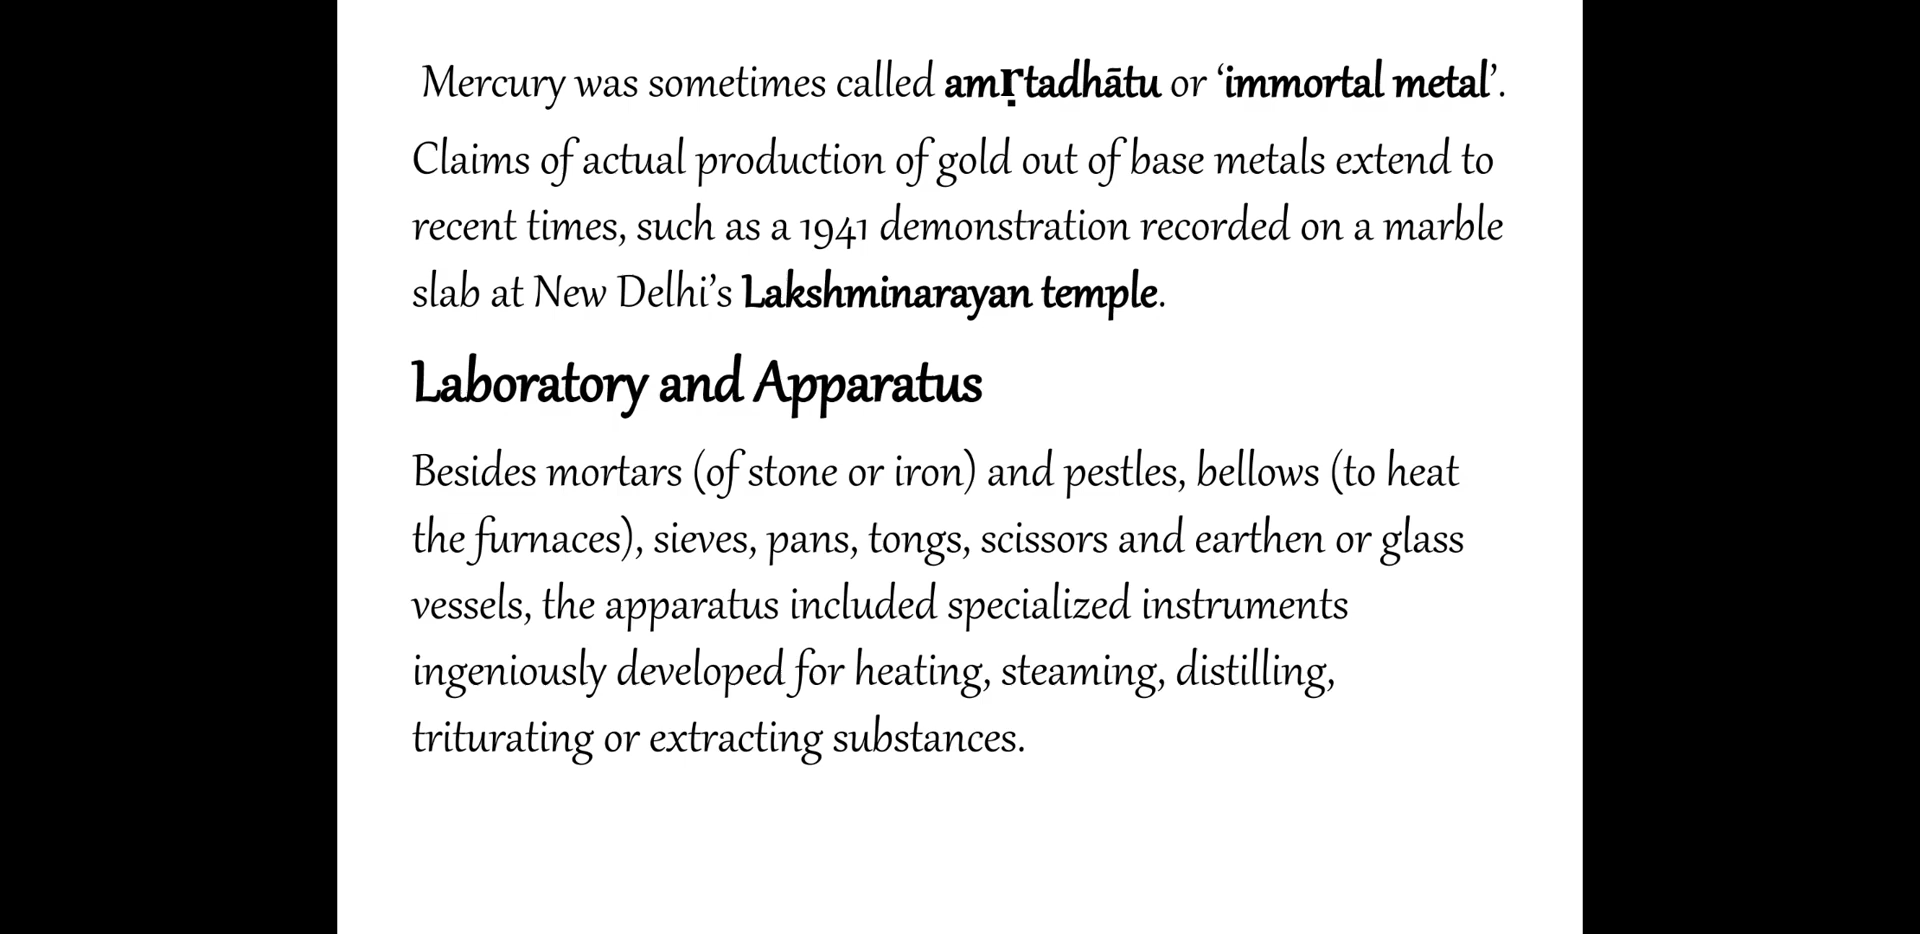 Mercury was sometimes called amṛtadhātu or ‘immortal metal’.
Claims of actual production of gold out of base metals extend to
recent times, such as a 1941 demonstration recorded on a marble
slab at New Delhi’s Lakshminarayan temple.
Laboratory and Apparatus
Besides mortars (of stone or iron) and pestles, bellows (to heat
the furnaces), sieves, pans, tongs, scissors and earthen or glass
vessels, the apparatus included specialized instruments
ingeniously developed for heating, steaming, distilling,
triturating or extracting substances.